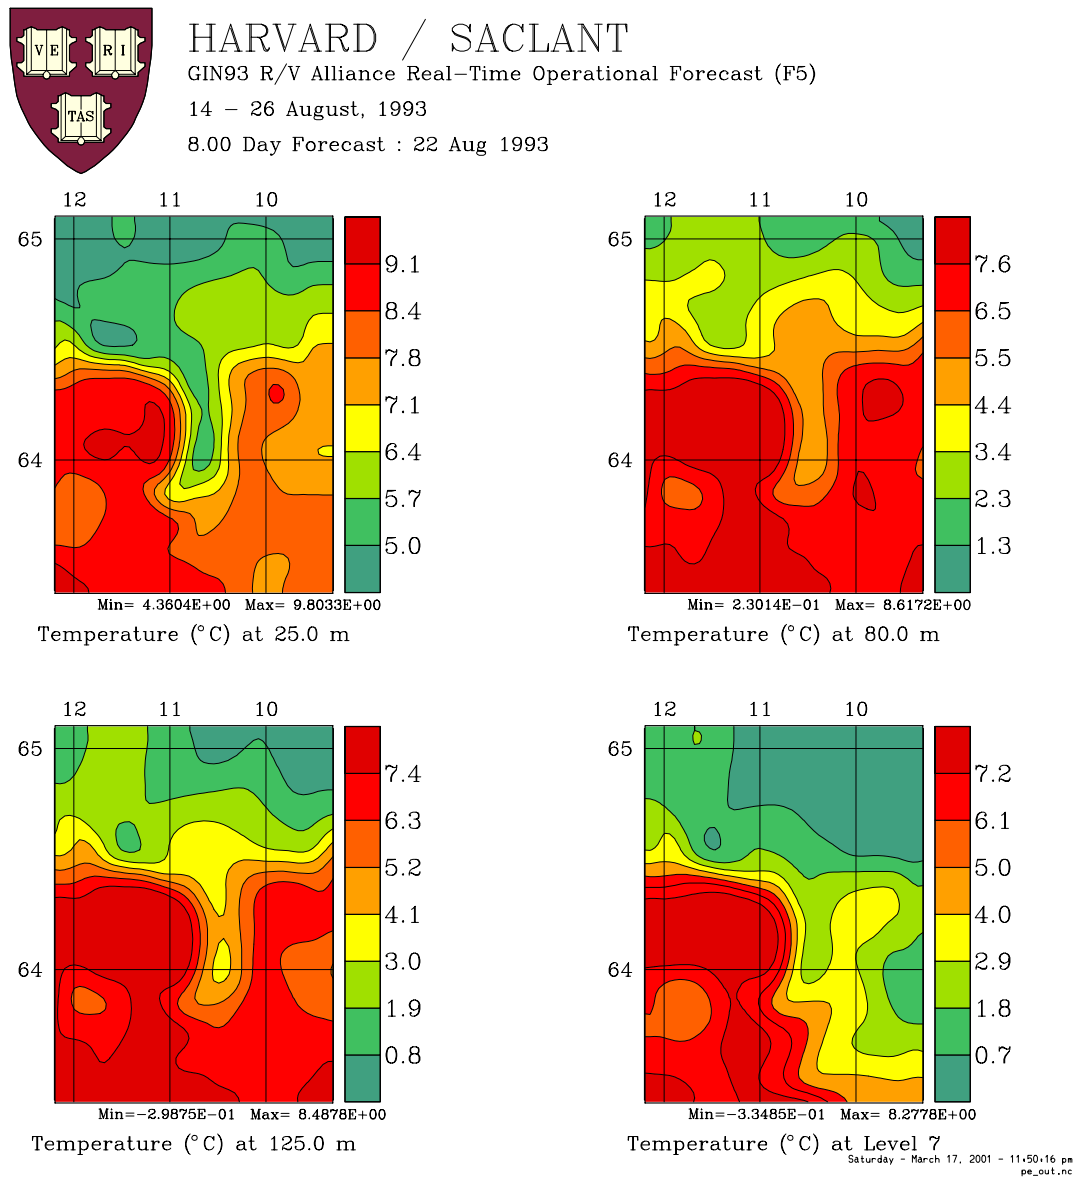 VE RI
TAS
HARVARD / SACLANT
GIN93 R/V Alliance Real-Time Operational Forecast (F5)
14 - 26 August, 1993
8.00 Day Forecast : 22 Aug 1993
12 11 10
65
64
9.1
8.4
7.8
7.1
6.4
5.7
5.0
Min= 4.3604E+00 Max= 9.8033E+00
Temperature (°C) at 25.0 m
12 11 10
65
64
7.6
6.5
5.5
4.4
3.4
2.3
1.3
Min= 2.3014E-01 Max= 8.6172E+00
Temperature (°C) at 80.0 m
12 11 10
65
64
7.4
6.3
5.2
4.1
3.0
1.9
0.8
Min=-2.9875E-01 Max= 8.4878E+00
Temperature (°C) at 125.0 m
12 11 10
65
64
7.2
6.1
5.0
4.0
2.9
1.8
0.7
Min=-3.3485E-01 Max= 8.2778E+00
Temperature (°C) at Level 7
Saturday - March 17, 2001 - 11:50:16 pm
pe_out.nc